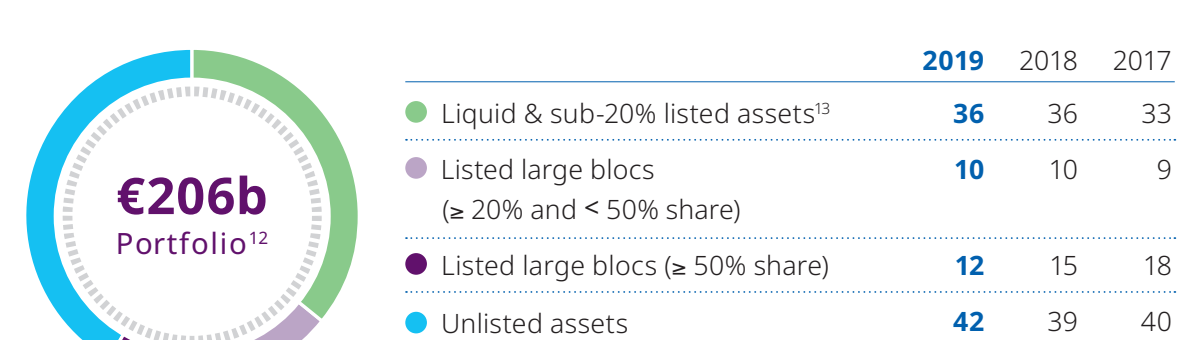 €206b
Portfolio12
2019 2018 2017
Liquid & sub-20% listed assets13 36 36 33
Listed large blocs 10 10 9
(≥ 20% and < 50% share)
Listed large blocs (≥ 50% share) 12 15 18
Unlisted assets 42 39 40